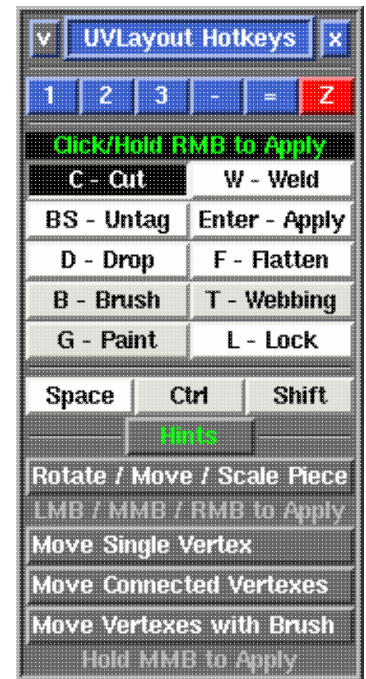 v UVLayout Hotkeys x
1 2 3 - = Z
Click/Hold RMB to Apply
C - Cut W - Weld
BS - Untag Enter - Apply
D - Drop F - Flatten
B - Brush T - Webbing
G - Paint L - Lock
Space Ctrl Shift
Hints
Rotate / Move / Scale Piece
LMB / MMB / RMB to Apply
Move Single Vertex
Move Connected Vertexes
Move Vertexes with Brush
Hold MMB to Apply